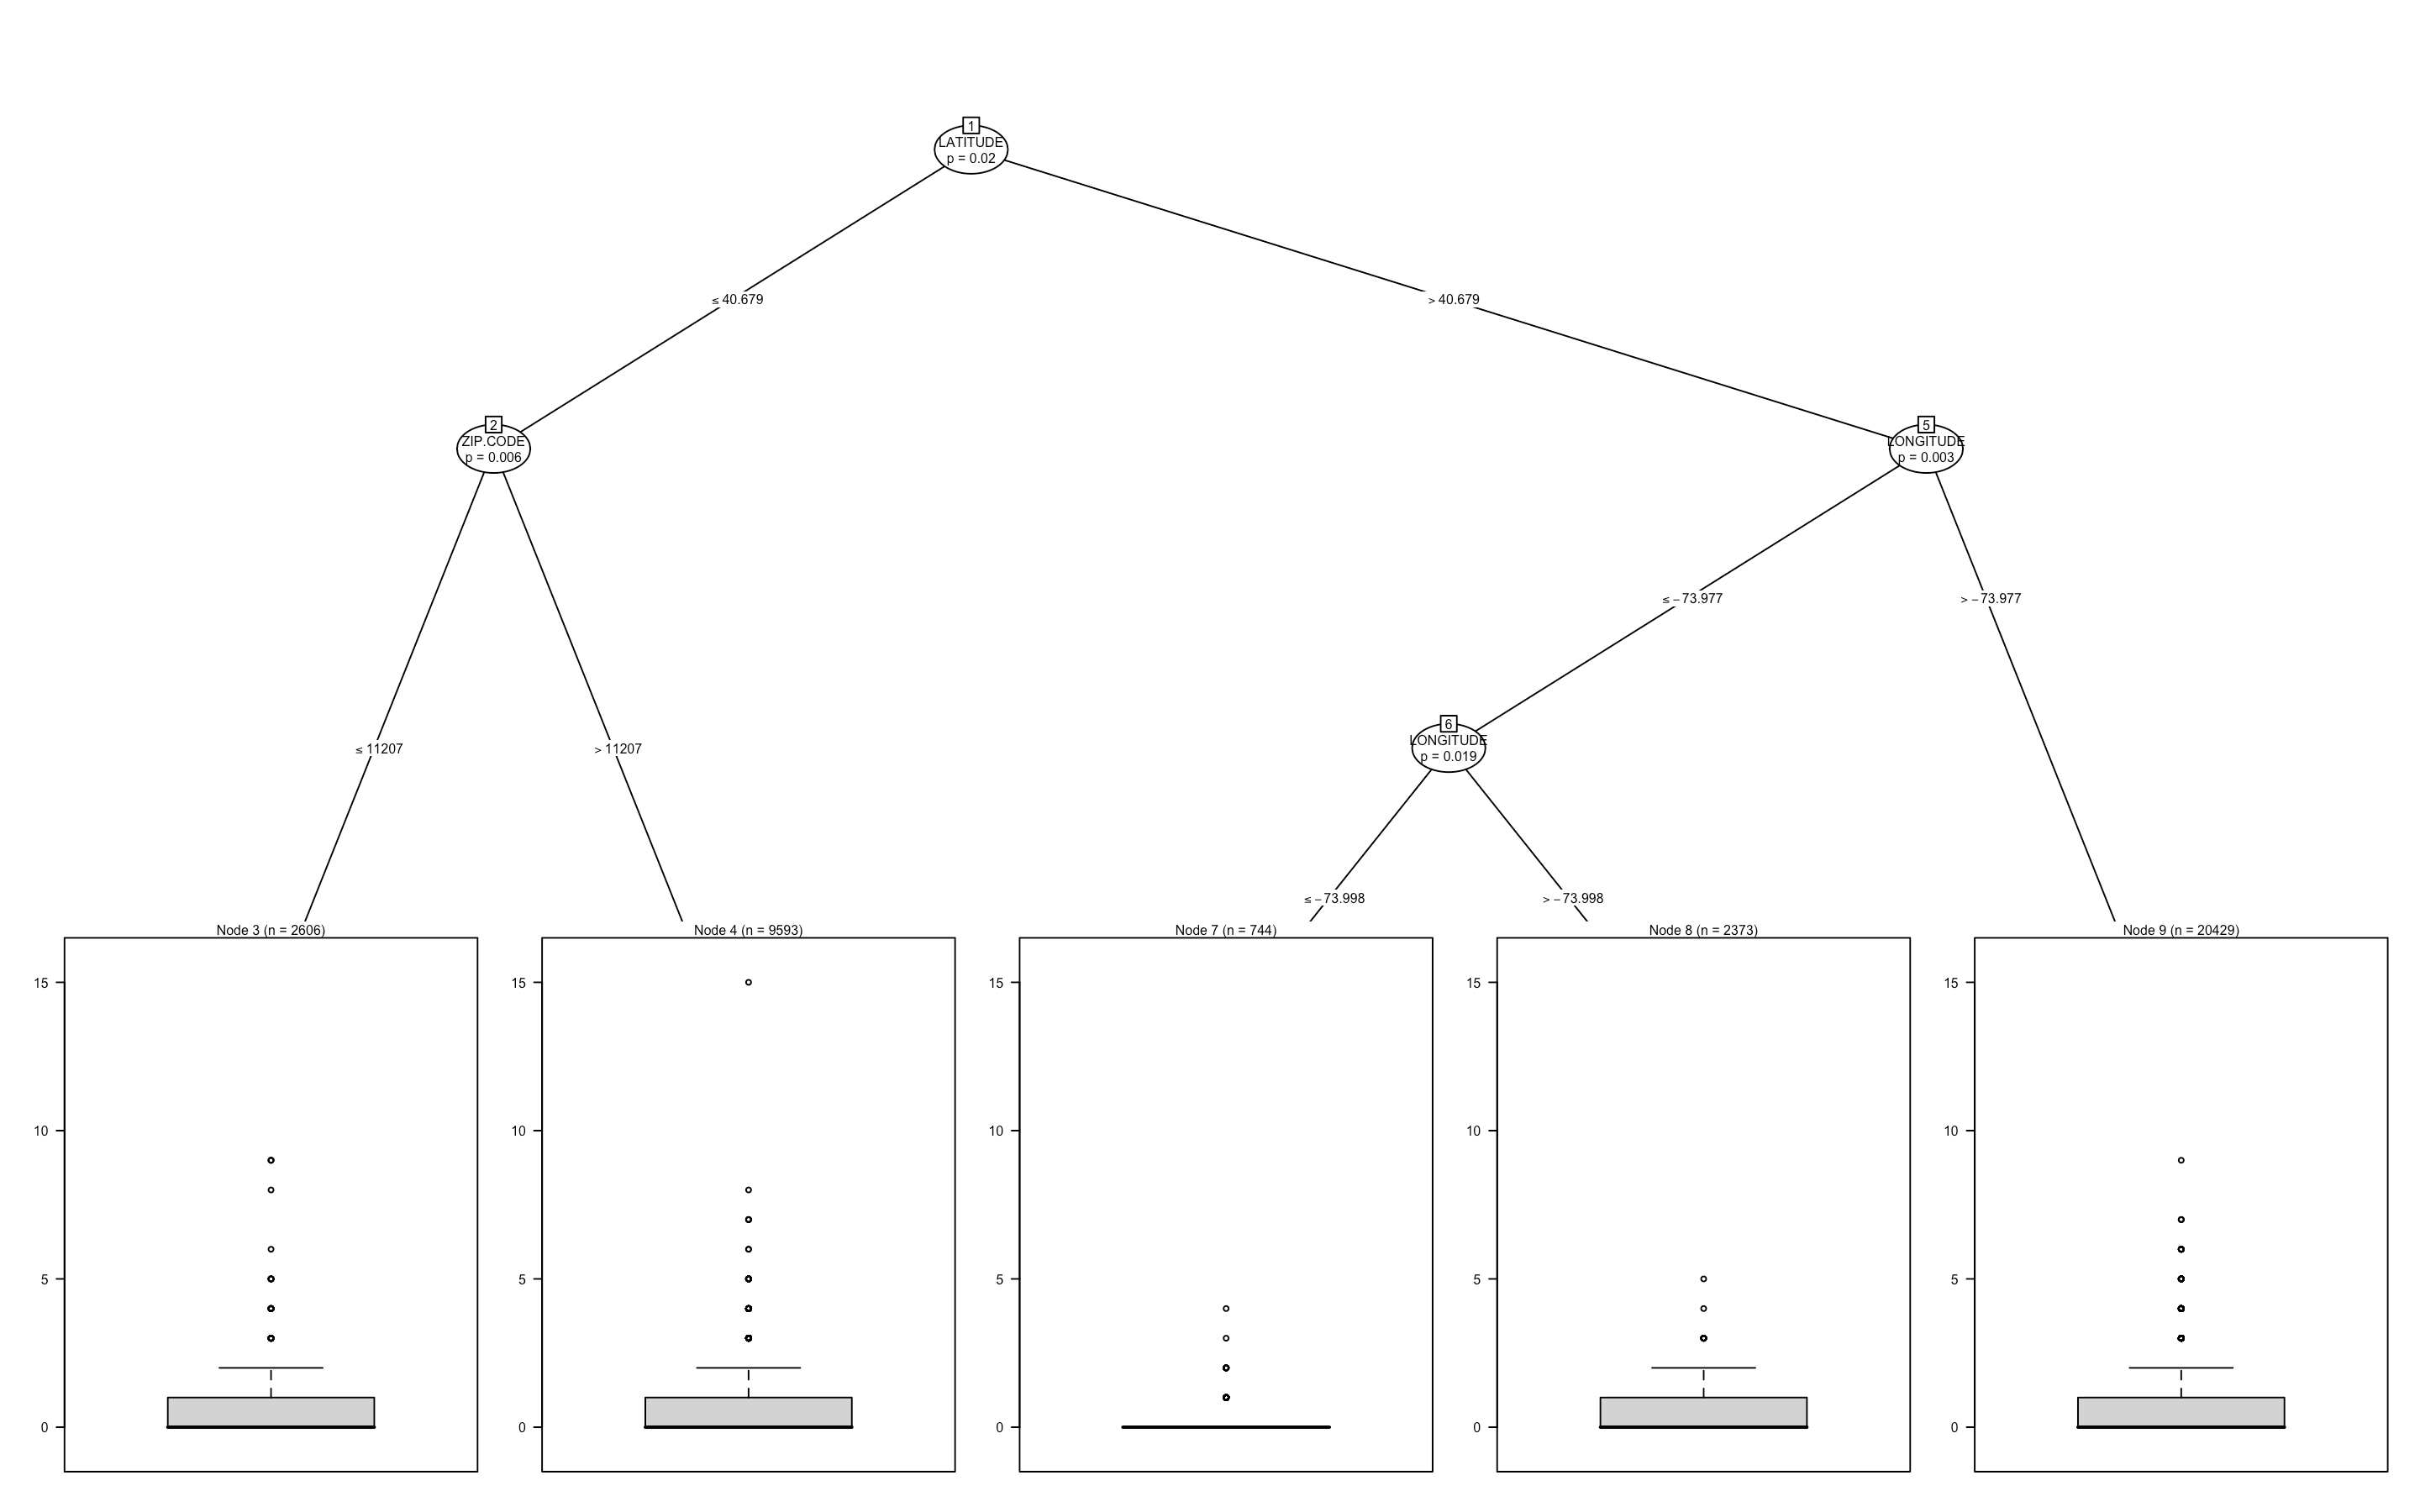 1
LATITUDE
p = 0.02
≤ 40.679
> 40.679
2
ZIP.CODE
p = 0.006
5
LONGITUDE
p = 0.003
≤ −73.977
> −73.977
≤ 11207
> 11207
6
LONGITUDE
p = 0.019
≤ −73.998
> −73.998
Node 3 (n = 2606)
15
10
5
0
Node 4 (n = 9593)
15
10
5
0
Node 7 (n = 744)
15
10
5
0
Node 8 (n = 2373)
15
10
5
0
Node 9 (n = 20429)
15
10
5
0